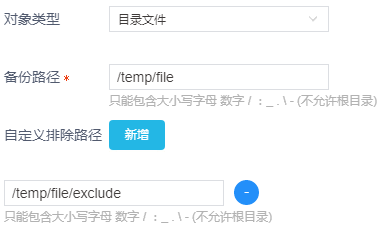 对象类型 目录文件
备份路径 * /temp/file
只能包含大小写字母 数字 / : _ . \ - (不允许根目录)
自定义排除路径 新增
/temp/file/exclude -
只能包含大小写字母 数字 / : _ . \ - (不允许根目录)